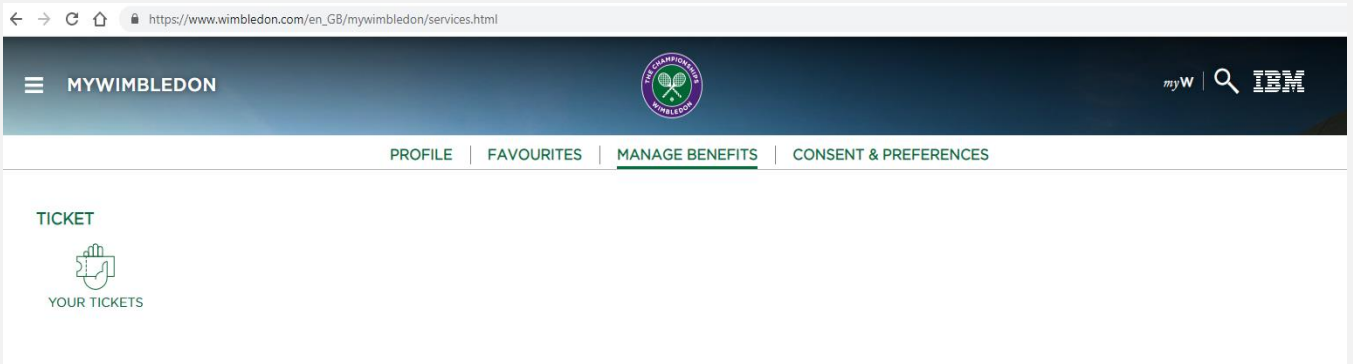 https://www.wimbledon.com/en_GB/mywimbledon/services.html
MYWIMBLEDON
THE CHAMPIONSHIPS
WIMBLEDON
myW
IBM
PROFILE FAVOURITES MANAGE BENEFITS CONSENT & PREFERENCES
TICKET
YOUR TICKETS